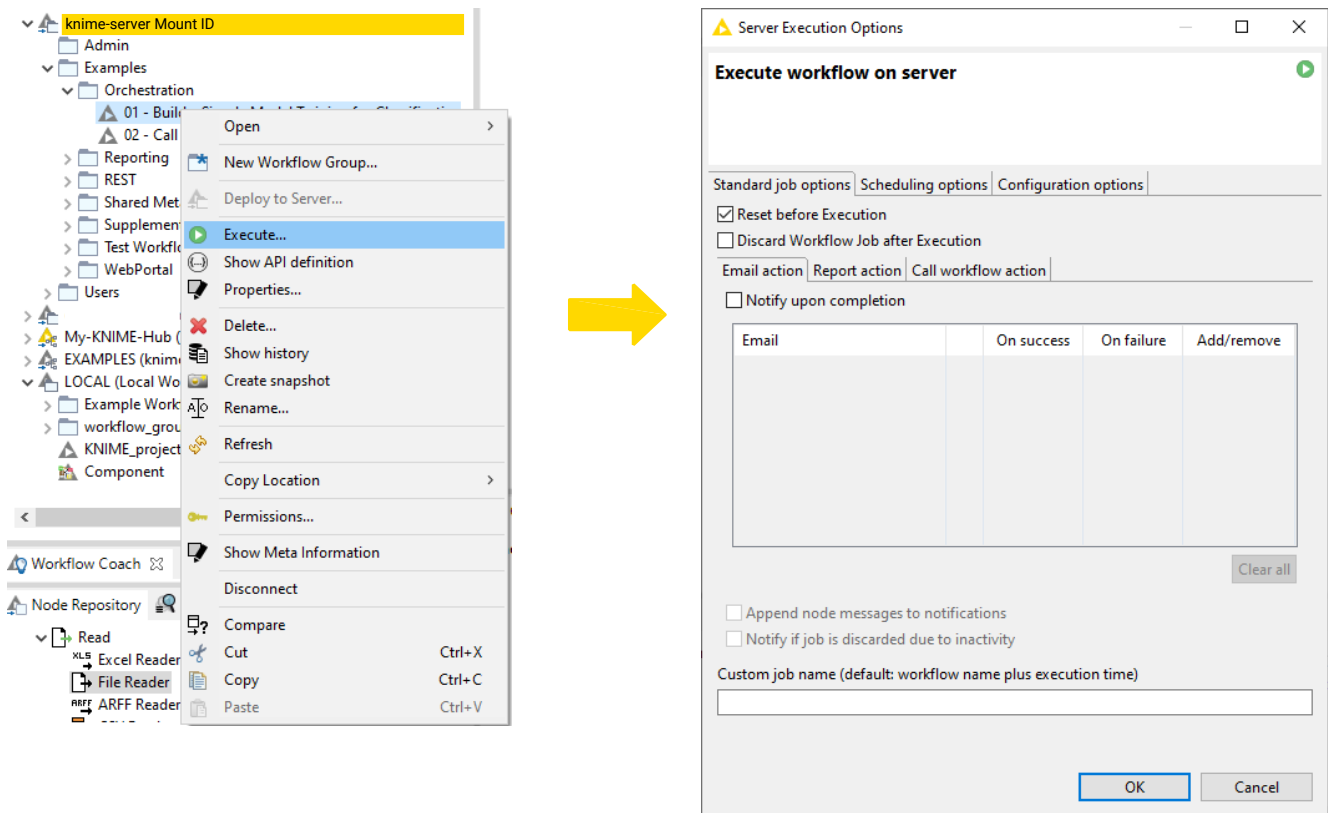 knime-server Mount ID
Admin
Examples
Orchestration
01 - Build
02 - Call
Reporting
REST
Shared Met
Supplemen
Test Workflo
WebPortal
Users
My-KNIME-Hub (
EXAMPLES (knime
LOCAL (Local Wo
Example Work
workflow_grou
KNIME_project
Component
Workflow Coach
Node Repository
Read
XLS
Excel Reader
File Reader
ARFF
ARFF Reader
Open
New Workflow Group...
Deploy to Server...
Execute...
Show API definition
Properties...
Delete...
Show history
Create snapshot
Rename...
Refresh
Copy Location
Permissions...
Show Meta Information
Disconnect
Compare
Cut Ctrl+X
Copy Ctrl+C
Paste Ctrl+V
Server Execution Options
Execute workflow on server
Standard job options Scheduling options Configuration options
Reset before Execution
Discard Workflow Job after Execution
Email action Report action Call workflow action
Notify upon completion
Email On success On failure Add/remove
Clear all
Append node messages to notifications
Notify if job is discarded due to inactivity
Custom job name (default: workflow name plus execution time)
OK Cancel